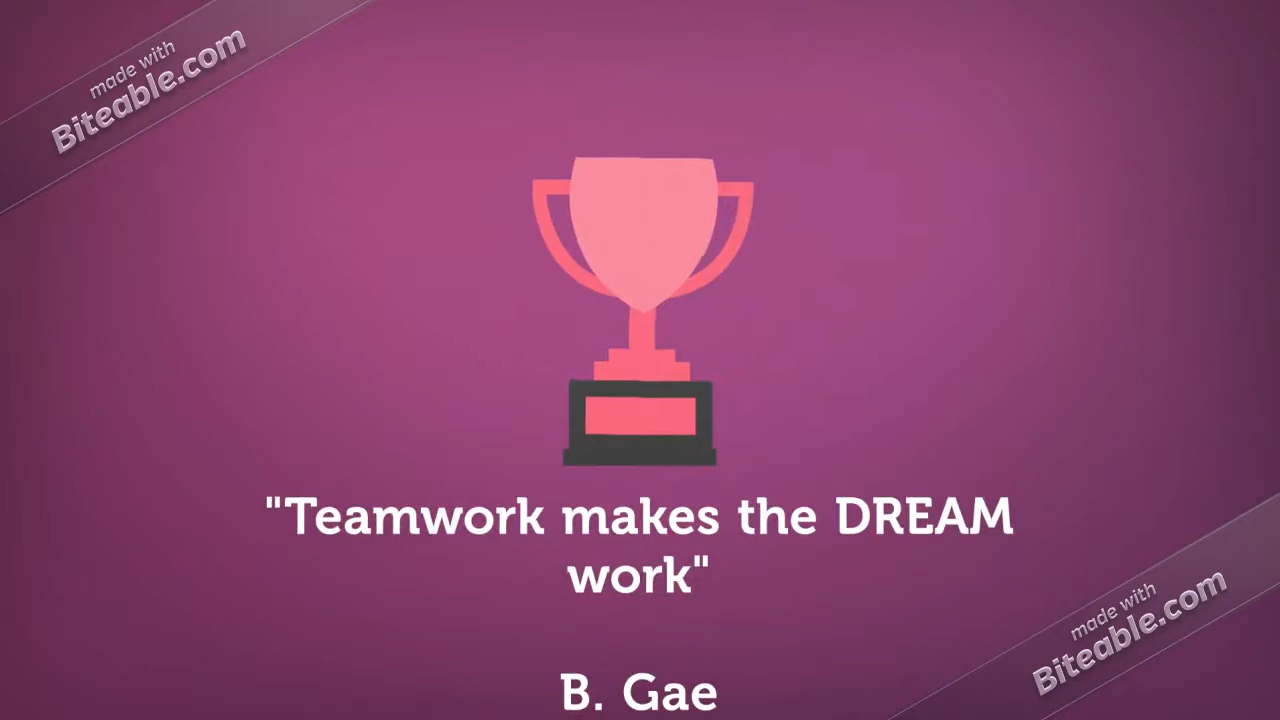 made with
Biteable.com
"Teamwork makes the DREAM
work"
B. Gae
made with
Biteable.com